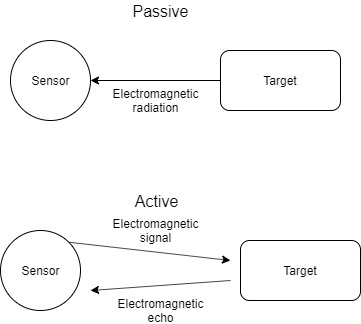 Passive
Sensor
Target
Electromagnetic
radiation
Active
Electromagnetic
signal
Sensor
Target
Electromagnetic
echo